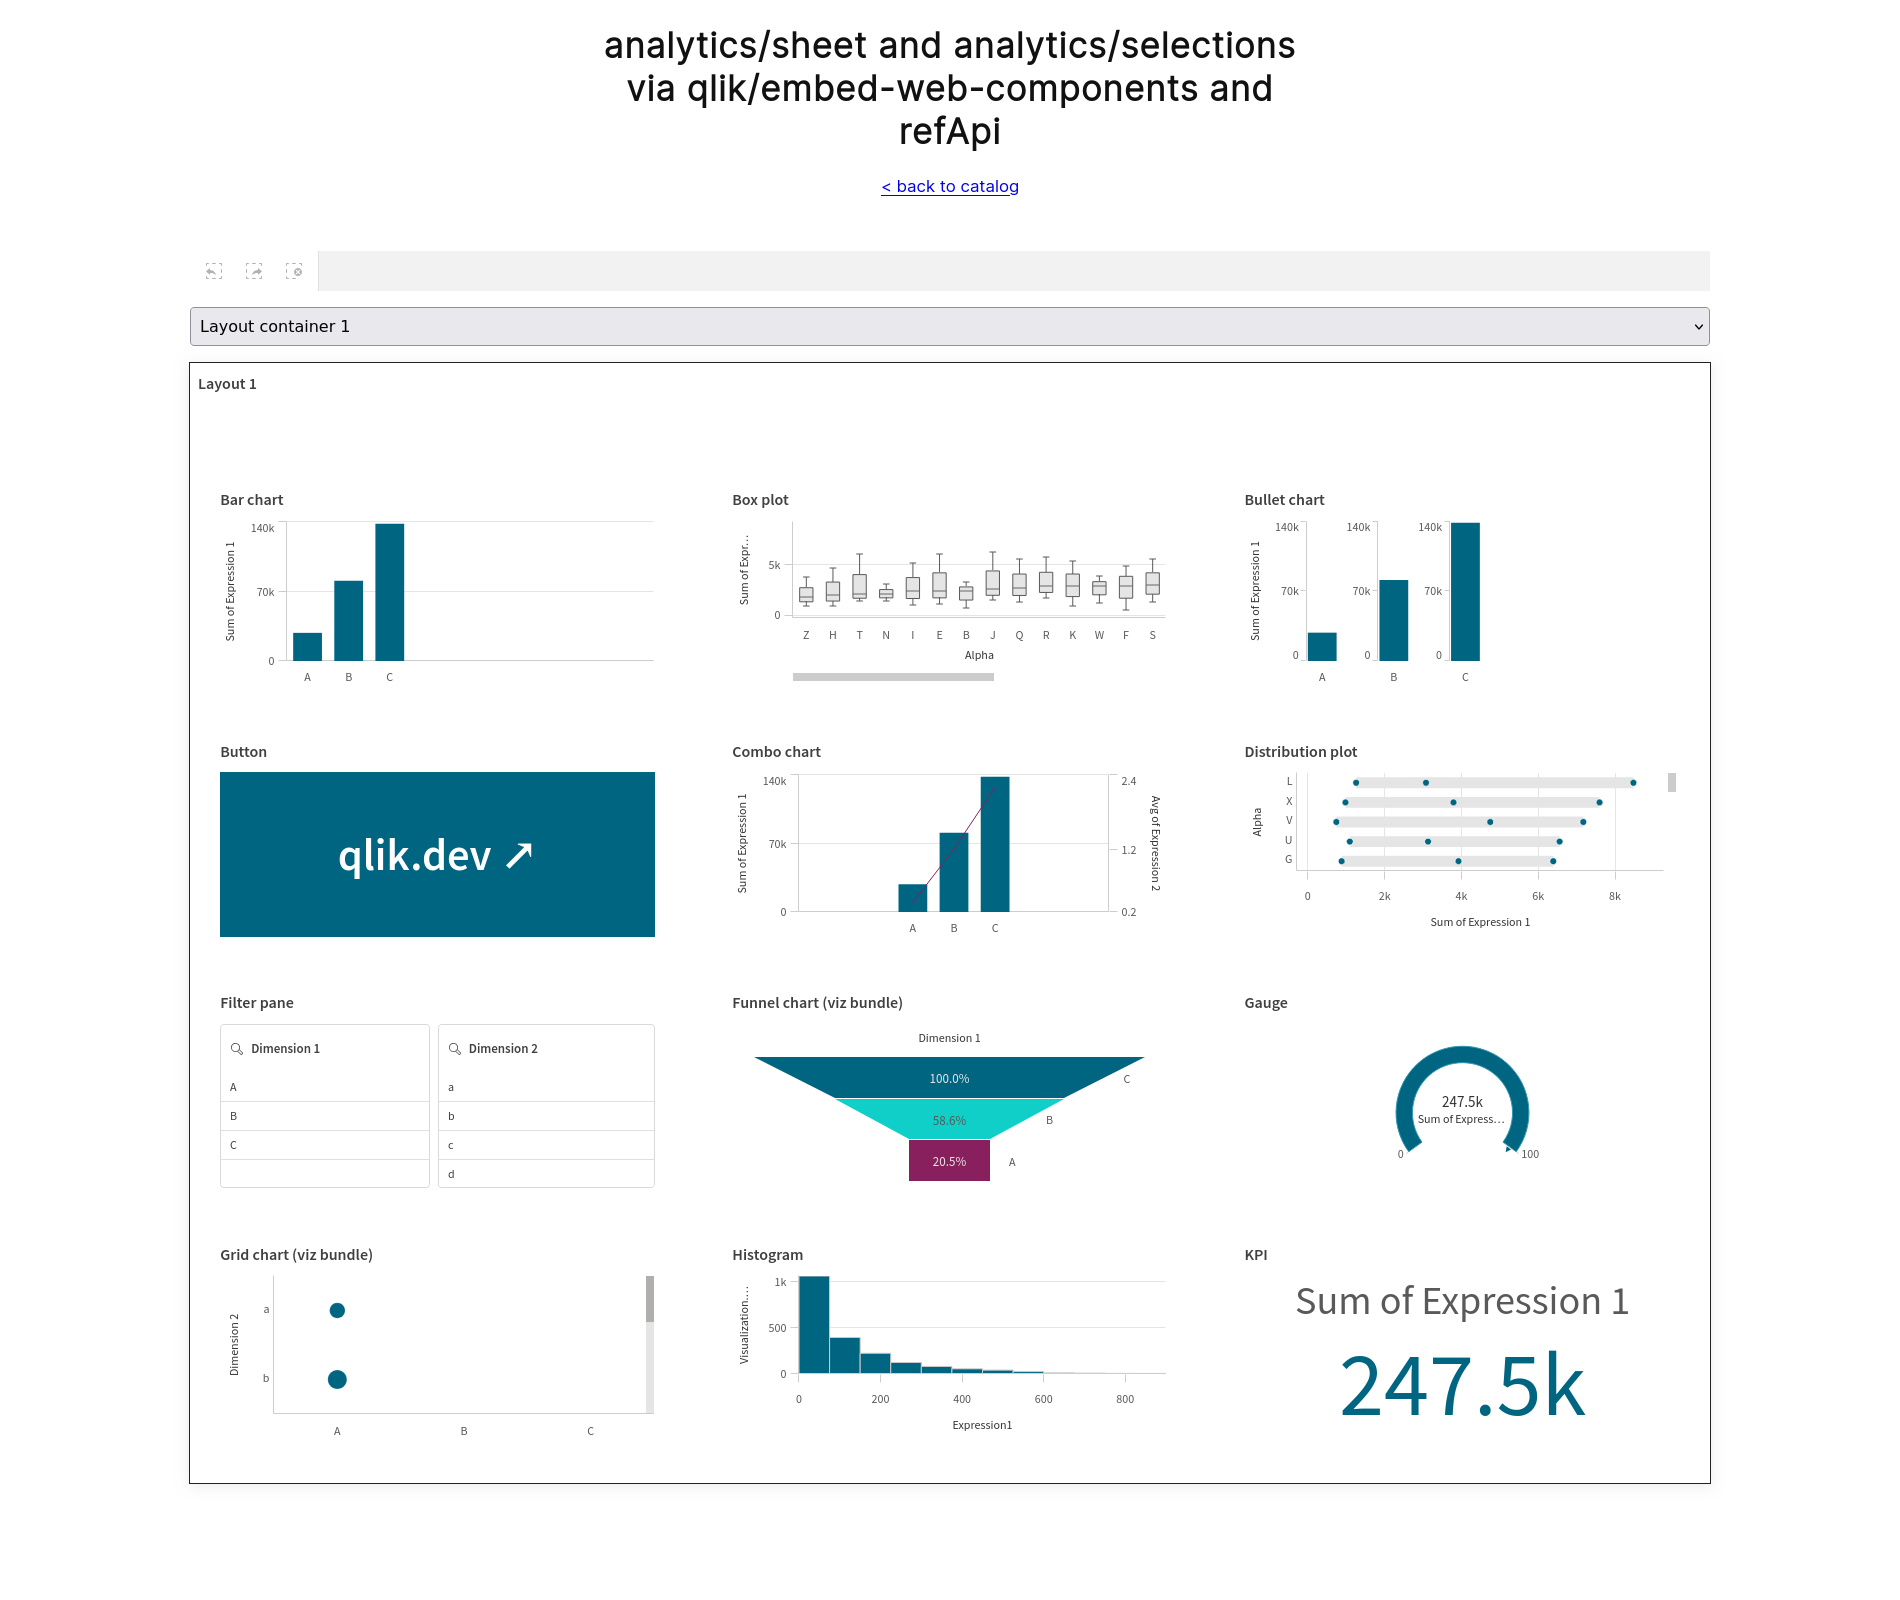 analytics/sheet and analytics/selections
via qlik/embed-web-components and
refApi
< back to catalog
Layout container 1
Layout 1
Bar chart
Sum of Expression 1
140k
70k
0
A B C
Box plot
Sum of Expr...
5k
0
Z H T N I E B J Q R K W F S
Alpha
Bullet chart
Sum of Expression 1
140k 140k 140k
70k 70k 70k
0 0 0
A B C
Button
qlik.dev ↗
Combo chart
Sum of Expression 1
140k
70k
0
2.4
1.2
0.2
Avg of Expression 2
A B C
Distribution plot
Alpha
L
X
V
U
G
0 2k 4k 6k 8k
Sum of Expression 1
Filter pane
Dimension 1
A
B
C
Dimension 2
a
b
c
d
Funnel chart (viz bundle)
Dimension 1
100.0% C
58.6% B
20.5% A
Gauge
247.5k
Sum of Express...
0 100
Grid chart (viz bundle)
Dimension 2
a
b
A B C
Histogram
Visualization....
1k
500
0
0 200 400 600 800
Expression1
KPI
Sum of Expression 1
247.5k